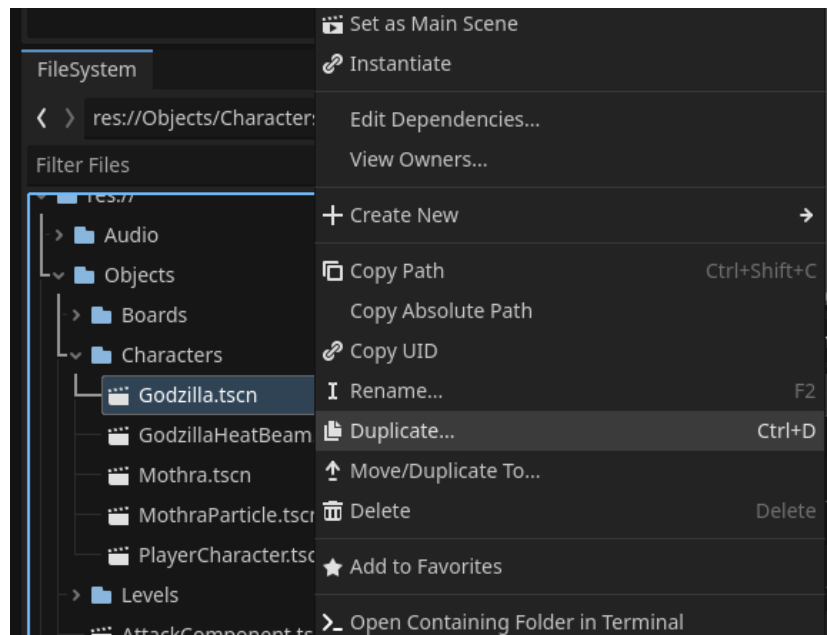 FileSystem
res://Objects/Character
Filter Files
res://
Audio
Objects
Boards
Characters
Godzilla.tscn
GodzillaHeatBeam
Mothra.tscn
MothraParticle.tscn
PlayerCharacter.tsc
Levels
AttackComponent.ts
Set as Main Scene
Instantiate
Edit Dependencies...
View Owners...
Create New
Copy Path Ctrl+Shift+C
Copy Absolute Path
Copy UID
Rename... F2
Duplicate... Ctrl+D
Move/Duplicate To...
Delete Delete
Add to Favorites
Open Containing Folder in Terminal